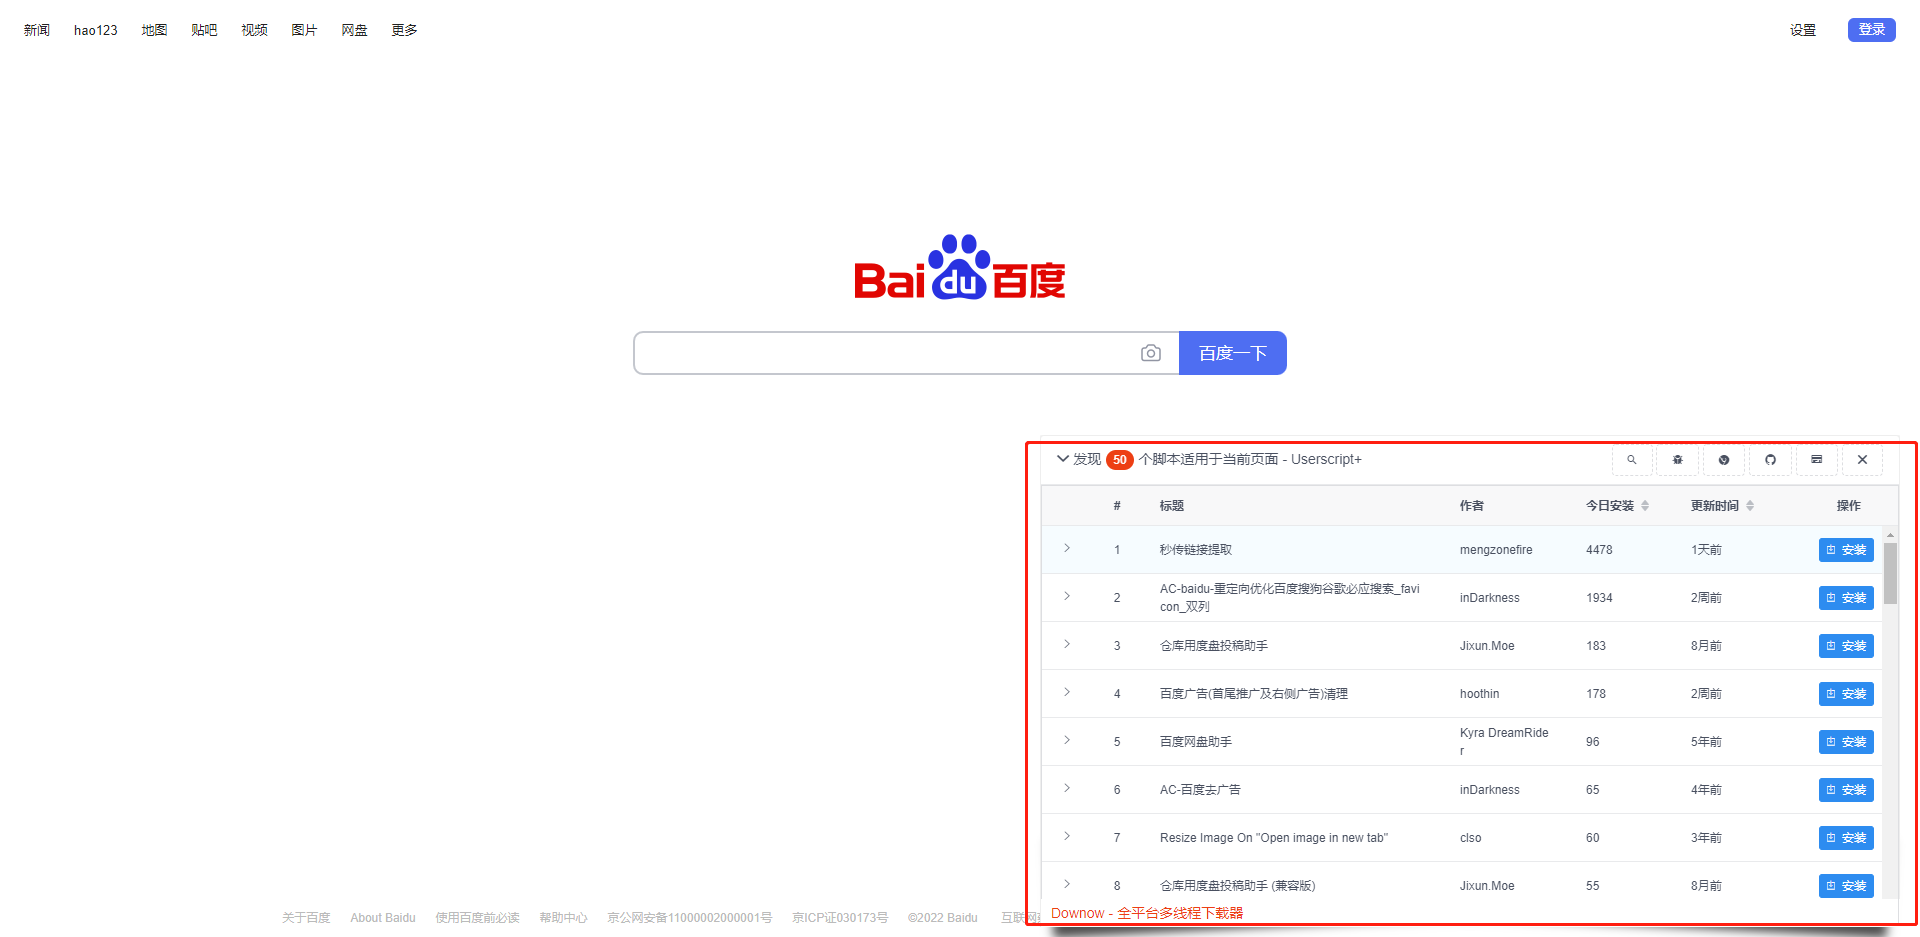 新闻 hao123 地图 贴吧 视频 图片 网盘 更多 设置 登录
Bai du 百度
百度一下
发现 50 个脚本适用于当前页面 - Userscript+
# 标题 作者 今日安装 更新时间 操作
1 秒传链接提取 mengzonefire 4478 1天前 安装
2 AC-baidu-重定向优化百度搜狗谷歌必应搜索_favi
con_双列 inDarkness 1934 2周前 安装
3 仓库用度盘投稿助手 Jixun.Moe 183 8月前 安装
4 百度广告(首尾推广及右侧广告)清理 hoothin 178 2周前 安装
5 百度网盘助手 Kyra DreamRide
r 96 5年前 安装
6 AC-百度去广告 inDarkness 65 4年前 安装
7 Resize Image On "Open image in new tab" clso 60 3年前 安装
8 仓库用度盘投稿助手 (兼容版) Jixun.Moe 55 8月前 安装
Downow - 全平台多线程下载器
关于百度 About Baidu 使用百度前必读 帮助中心 京公网安备11000002000001号 京ICP证030173号 ©2022 Baidu 互联网